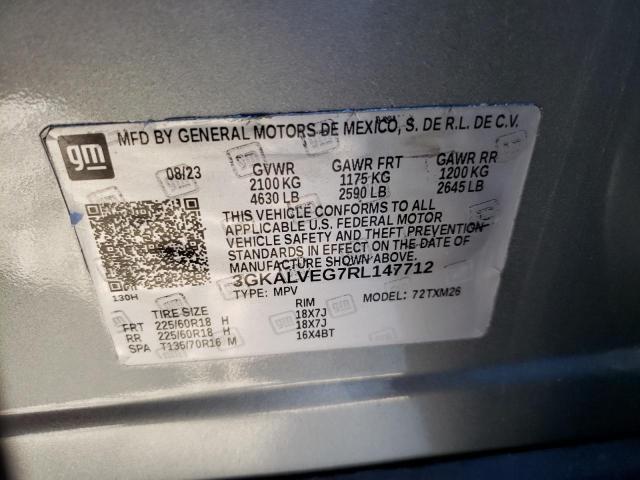 gm
MFD BY GENERAL MOTORS DE MEXICO, S. DE R.L. DE C.V.
08/23 GVWR GAWR FRT GAWR RR
2100 KG 1175 KG 1200 KG
4630 LB 2590 LB 2645 LB
THIS VEHICLE CONFORMS TO ALL
APPLICABLE U.S. FEDERAL MOTOR
VEHICLE SAFETY AND THEFT PREVENTION
STANDARDS IN EFFECT ON THE DATE OF
MANUFACTURE SHOWN ABOVE.
3GKALVEG7RL147712
130H
TYPE: MPV MODEL: 72TXM26
TIRE SIZE RIM
FRT 225/60R18 H 18X7J
RR 225/60R18 H 18X7J
SPA T135/70R16 M 16X4BT